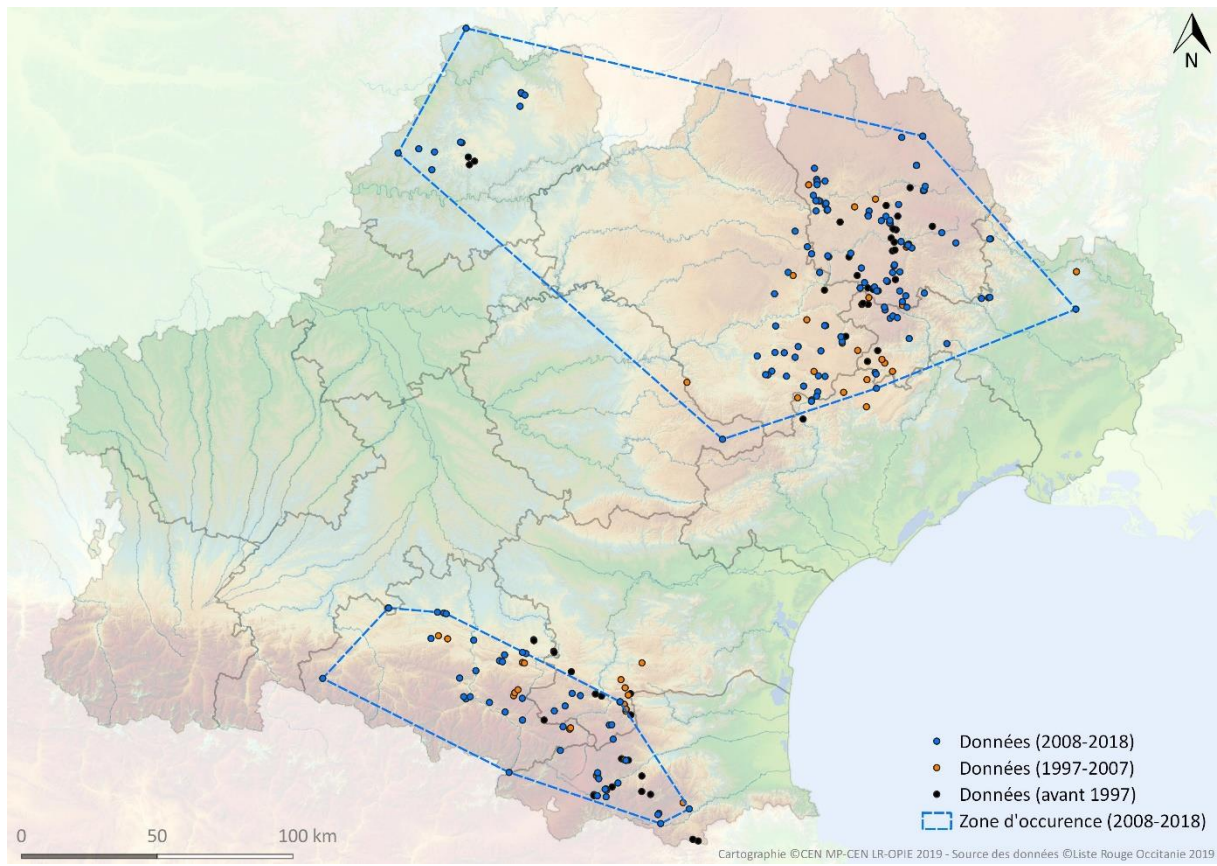 N
Données (2008-2018)
Données (1997-2007)
Données (avant 1997)
Zone d'occurence (2008-2018)
0 50 100 km
Cartographie ©CEN MP-CEN LR-OPIE 2019 - Source des données ©Liste Rouge Occitanie 2019